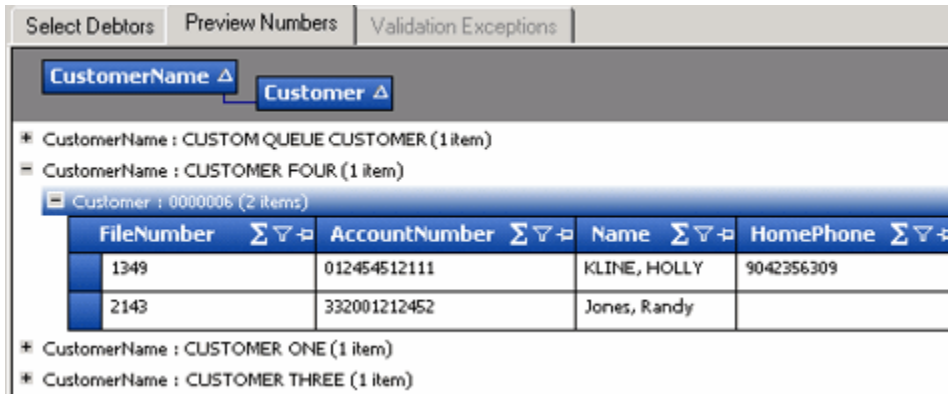 Select Debtors Preview Numbers Validation Exceptions
CustomerName
Customer
CustomerName : CUSTOM QUEUE CUSTOMER (1 item)
CustomerName : CUSTOMER FOUR (1 item)
Customer : 0000006 (2 items)
FileNumber AccountNumber Name HomePhone
1349 012454512111 KLINE, HOLLY 9042356309
2143 332001212452 Jones, Randy
CustomerName : CUSTOMER ONE (1 item)
CustomerName : CUSTOMER THREE (1 item)